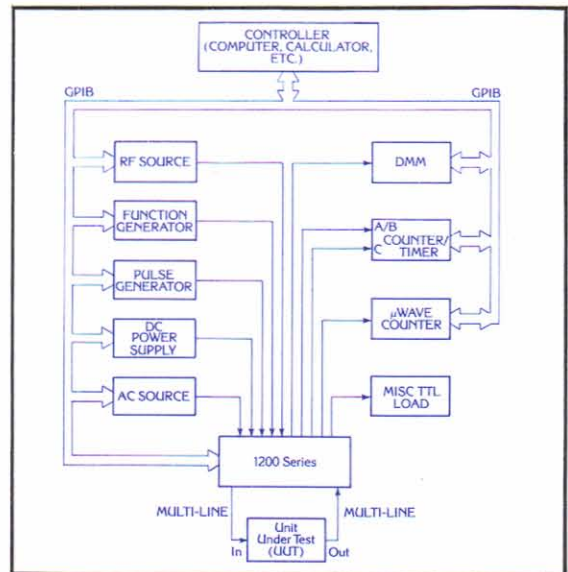 CONTROLLER
(COMPUTER, CALCULATOR,
ETC.)
GPIB
GPIB
RF SOURCE
DMM
FUNCTION
GENERATOR
A/B
COUNTER/
C TIMER
PULSE
GENERATOR
µWAVE
COUNTER
DC
POWER
SUPPLY
AC SOURCE
MISC TTL
LOAD
1200 Series
MULTI-LINE
MULTI-LINE
Unit
Under Test
(UUT)
In
Out